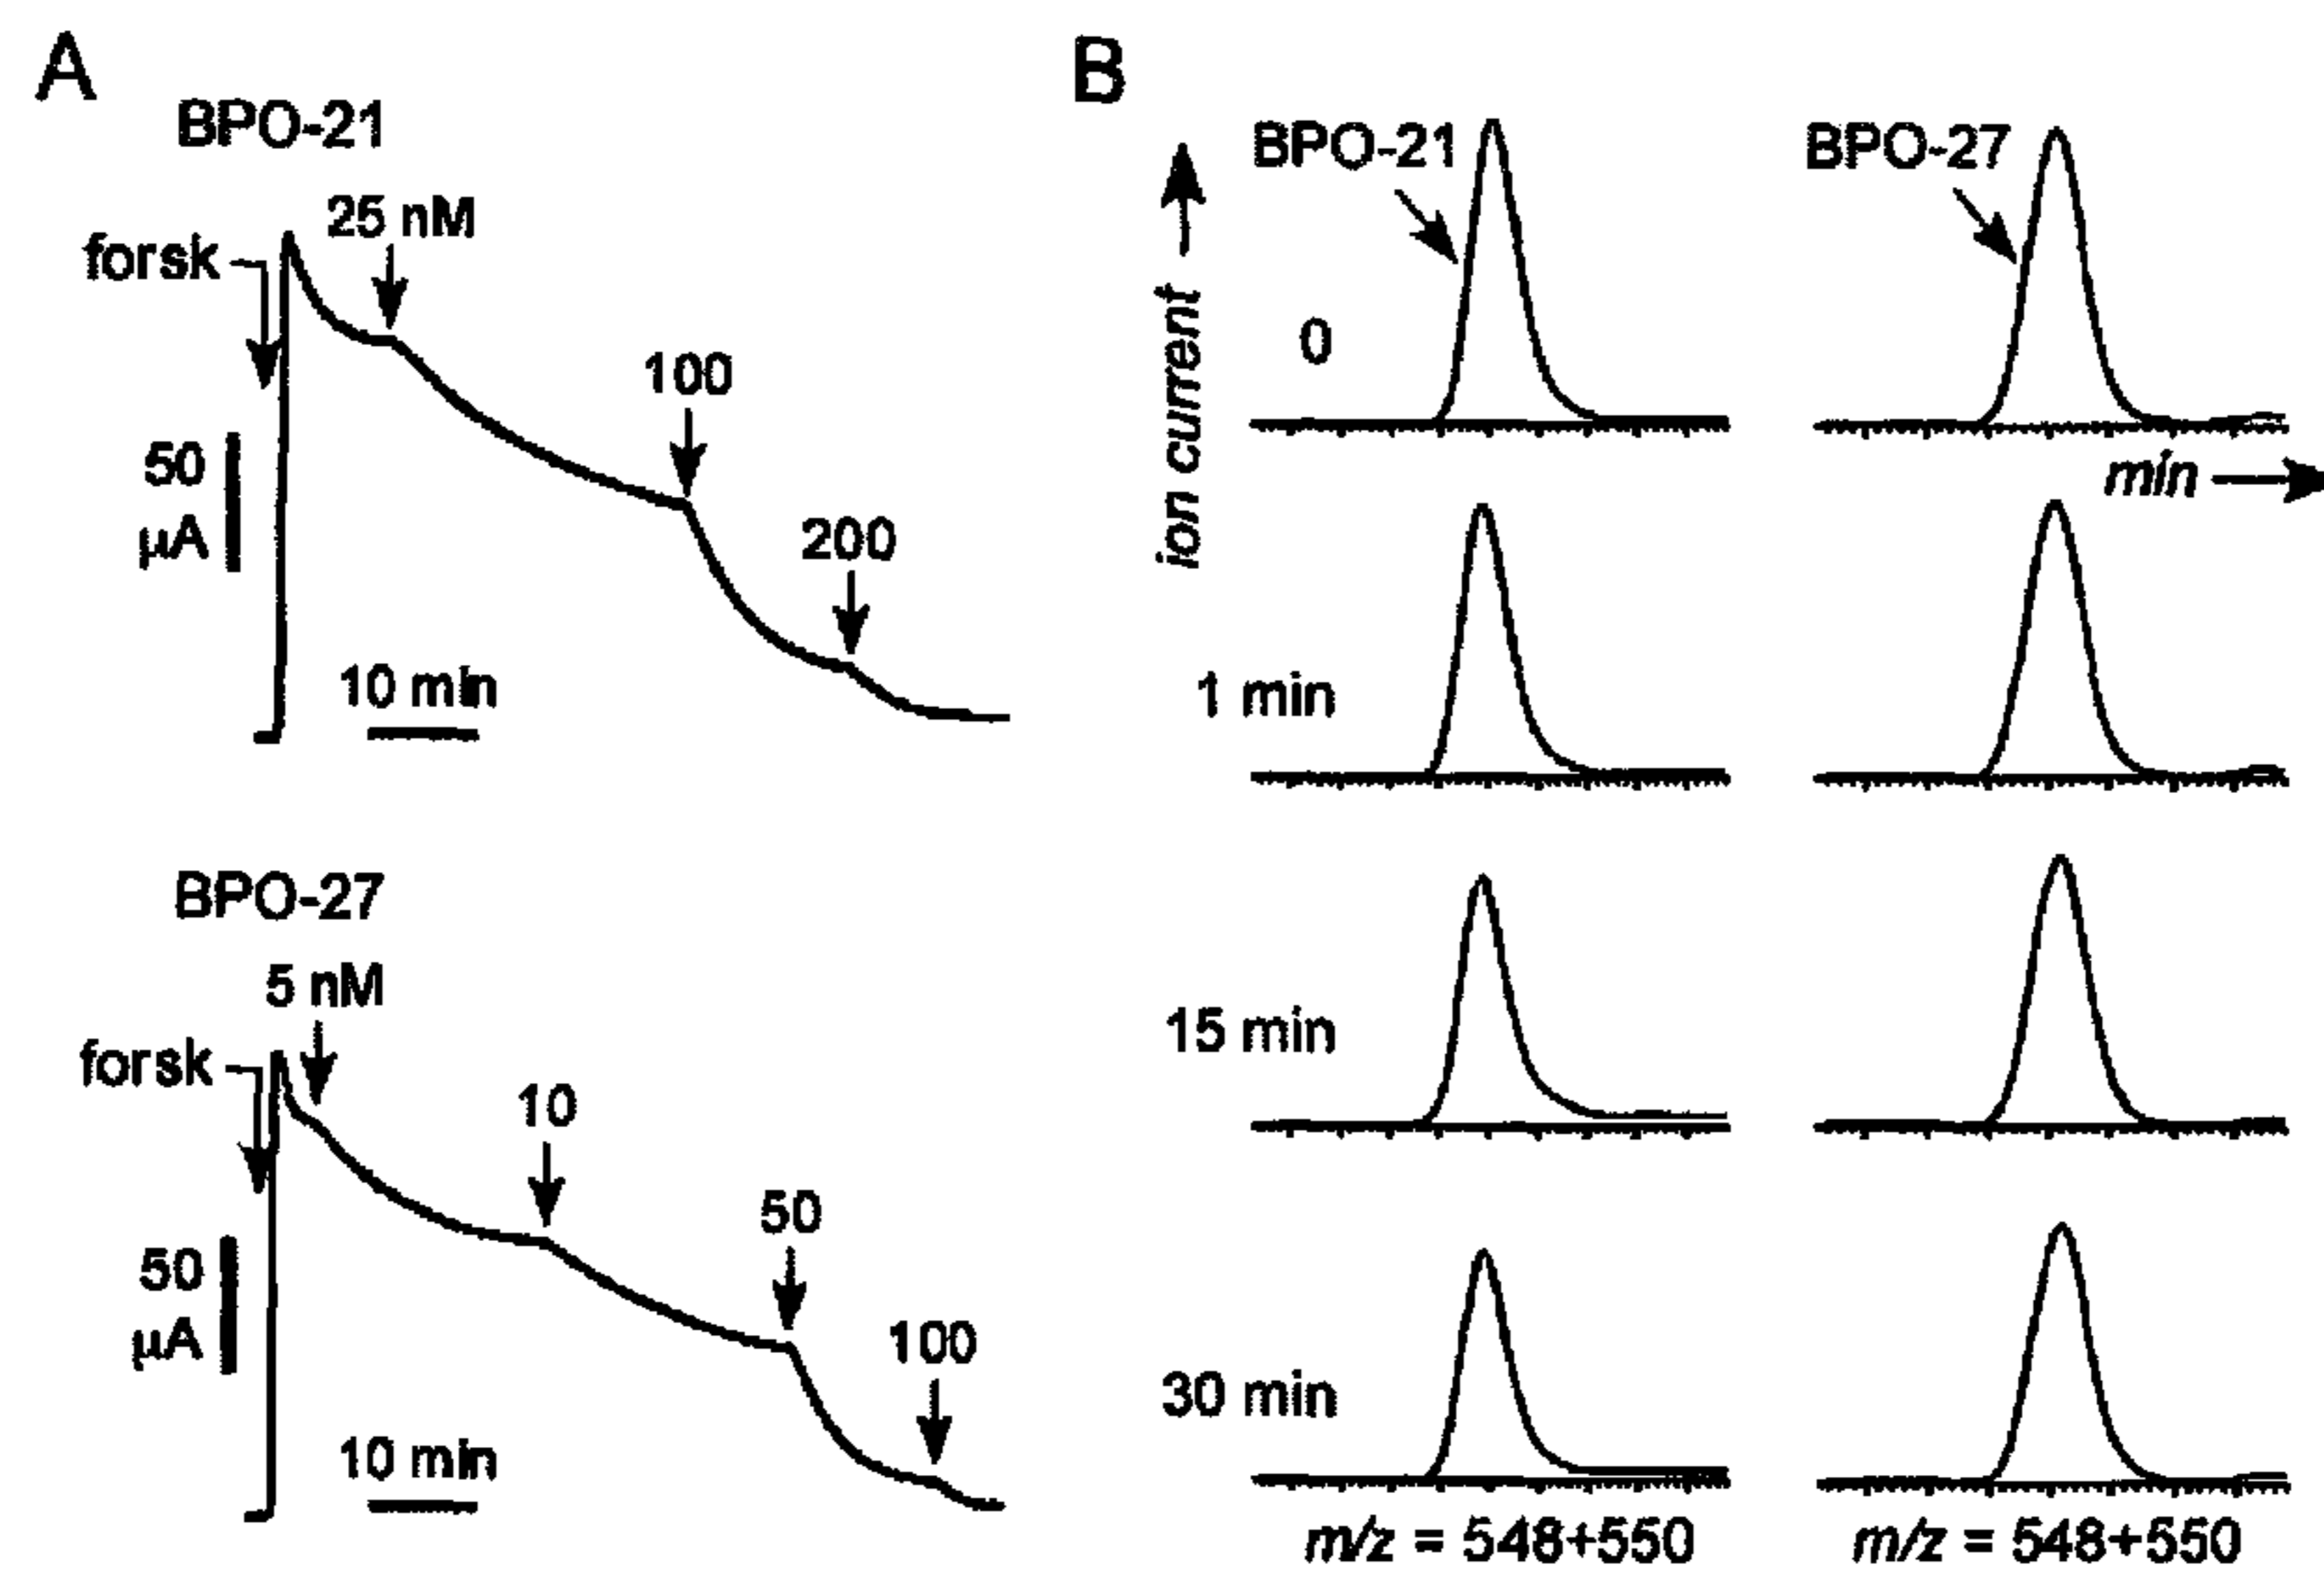 A
BPO-21
forsk
25 nM
100
200
50
µA
10 min
BPO-27
5 nM
forsk
10
50
100
50
µA
10 min
B
BPO-21
BPO-27
ion current
0
min
1 min
15 min
30 min
m/z = 548+550
m/z = 548+550